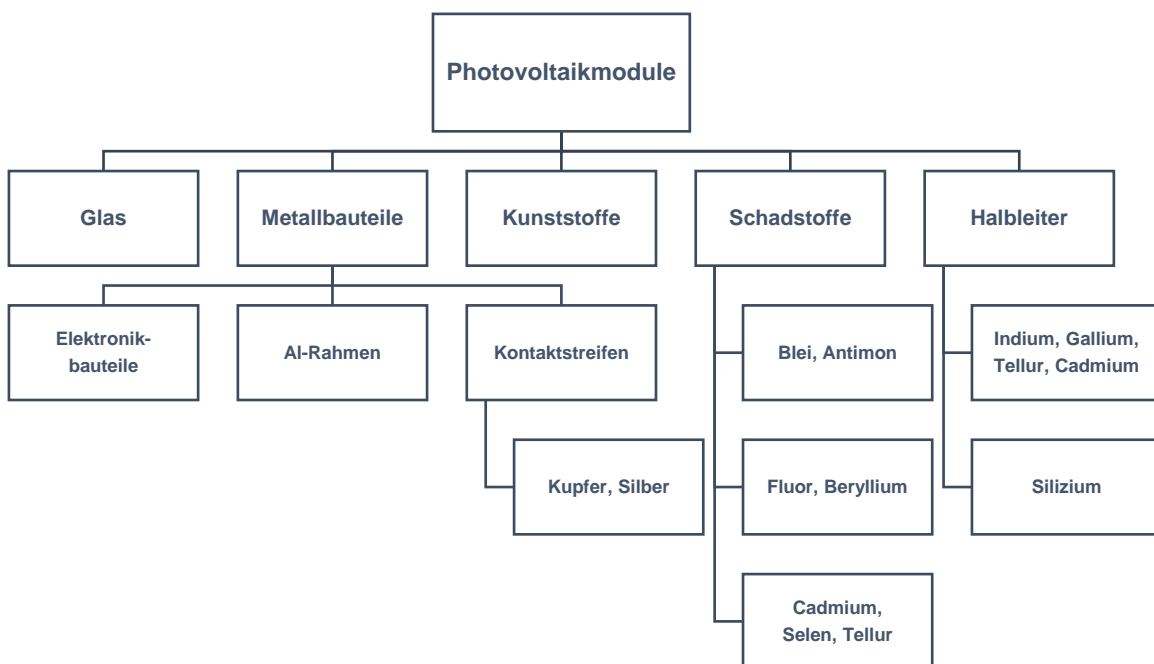 Photovoltaikmodule
Glas
Metallbauteile
Kunststoffe
Schadstoffe
Halbleiter
Elektronik-
bauteile
Al-Rahmen
Kontaktstreifen
Blei, Antimon
Indium, Gallium,
Tellur, Cadmium
Kupfer, Silber
Fluor, Beryllium
Silizium
Cadmium,
Selen, Tellur